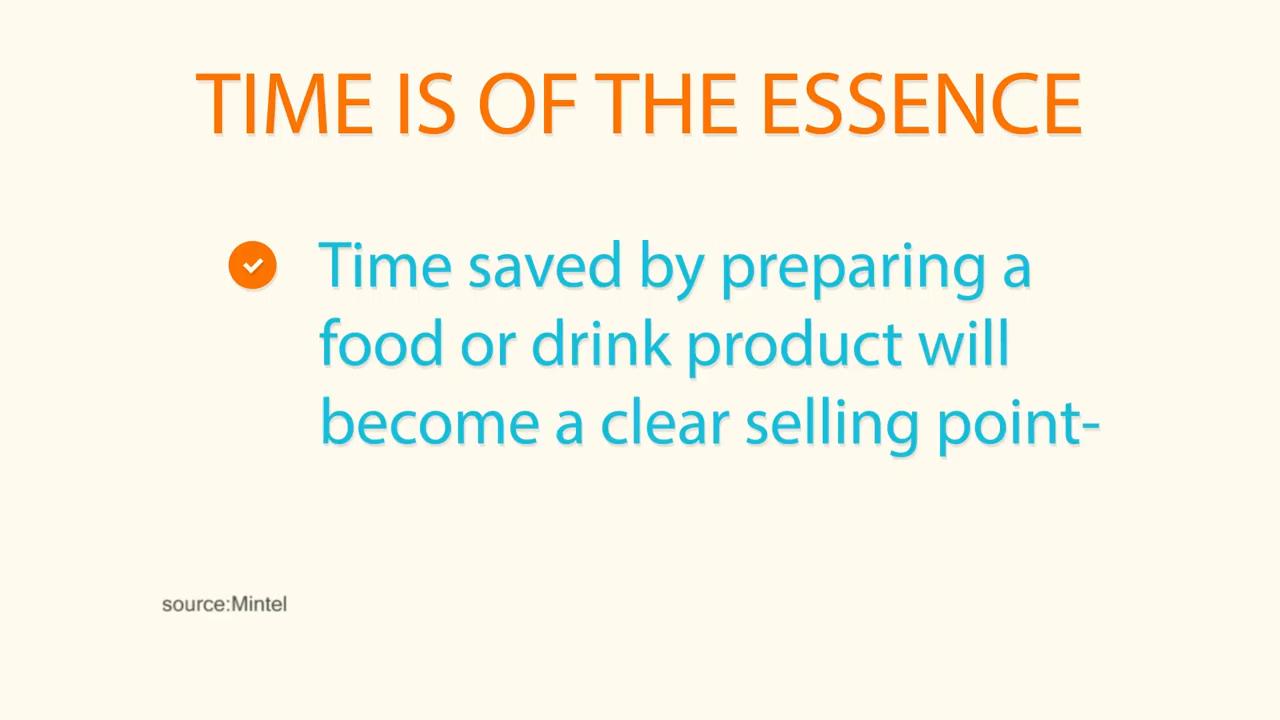 TIME IS OF THE ESSENCE
Time saved by preparing a
food or drink product will
become a clear selling point-
source:Mintel